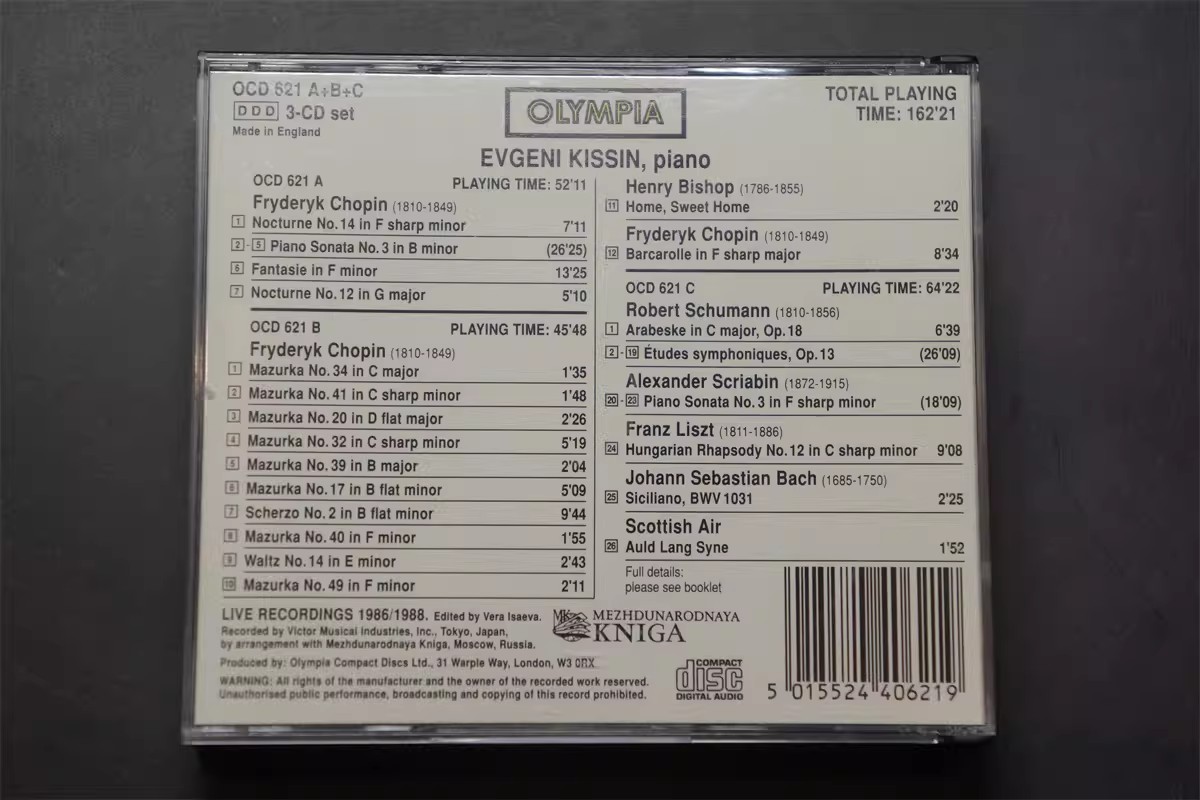 OCD 621 A+B+C
DDD 3-CD set
Made in England
OLYMPIA
TOTAL PLAYING
TIME: 162'21
EVGENI KISSIN, piano
OCD 621 A PLAYING TIME: 52'11
Fryderyk Chopin (1810-1849)
1 Nocturne No. 14 in F sharp minor 7'11
2 - 5 Piano Sonata No. 3 in B minor (26'25)
6 Fantasie in F minor 13'25
7 Nocturne No. 12 in G major 5'10
OCD 621 B PLAYING TIME: 45'48
Fryderyk Chopin (1810-1849)
1 Mazurka No. 34 in C major 1'35
2 Mazurka No. 41 in C sharp minor 1'48
3 Mazurka No. 20 in D flat major 2'26
4 Mazurka No. 32 in C sharp minor 5'19
5 Mazurka No. 39 in B major 2'04
6 Mazurka No. 17 in B flat minor 5'09
7 Scherzo No. 2 in B flat minor 9'44
8 Mazurka No. 40 in F minor 1'55
9 Waltz No. 14 in E minor 2'43
10 Mazurka No. 49 in F minor 2'11
Henry Bishop (1786-1855)
11 Home, Sweet Home 2'20
Fryderyk Chopin (1810-1849)
12 Barcarolle in F sharp major 8'34
OCD 621 C PLAYING TIME: 64'22
Robert Schumann (1810-1856)
1 Arabeske in C major, Op. 18 6'39
2 - 19 Études symphoniques, Op. 13 (26'09)
Alexander Scriabin (1872-1915)
20 - 23 Piano Sonata No. 3 in F sharp minor (18'09)
Franz Liszt (1811-1886)
24 Hungarian Rhapsody No. 12 in C sharp minor 9'08
Johann Sebastian Bach (1685-1750)
25 Siciliano, BWV 1031 2'25
Scottish Air
26 Auld Lang Syne 1'52
Full details:
please see booklet
LIVE RECORDINGS 1986/1988. Edited by Vera Isaeva.
Recorded by Victor Musical Industries, Inc., Tokyo, Japan,
by arrangement with Mezhdunarodnaya Kniga, Moscow, Russia.
Produced by: Olympia Compact Discs Ltd., 31 Warple Way, London, W3 0RX
WARNING: All rights of the manufacturer and the owner of the recorded work reserved.
Unauthorised public performance, broadcasting and copying of this record prohibited.
MK MEZHDUNARODNAYA
KNIGA
COMPACT
disc
DIGITAL AUDIO
5 015524 406219